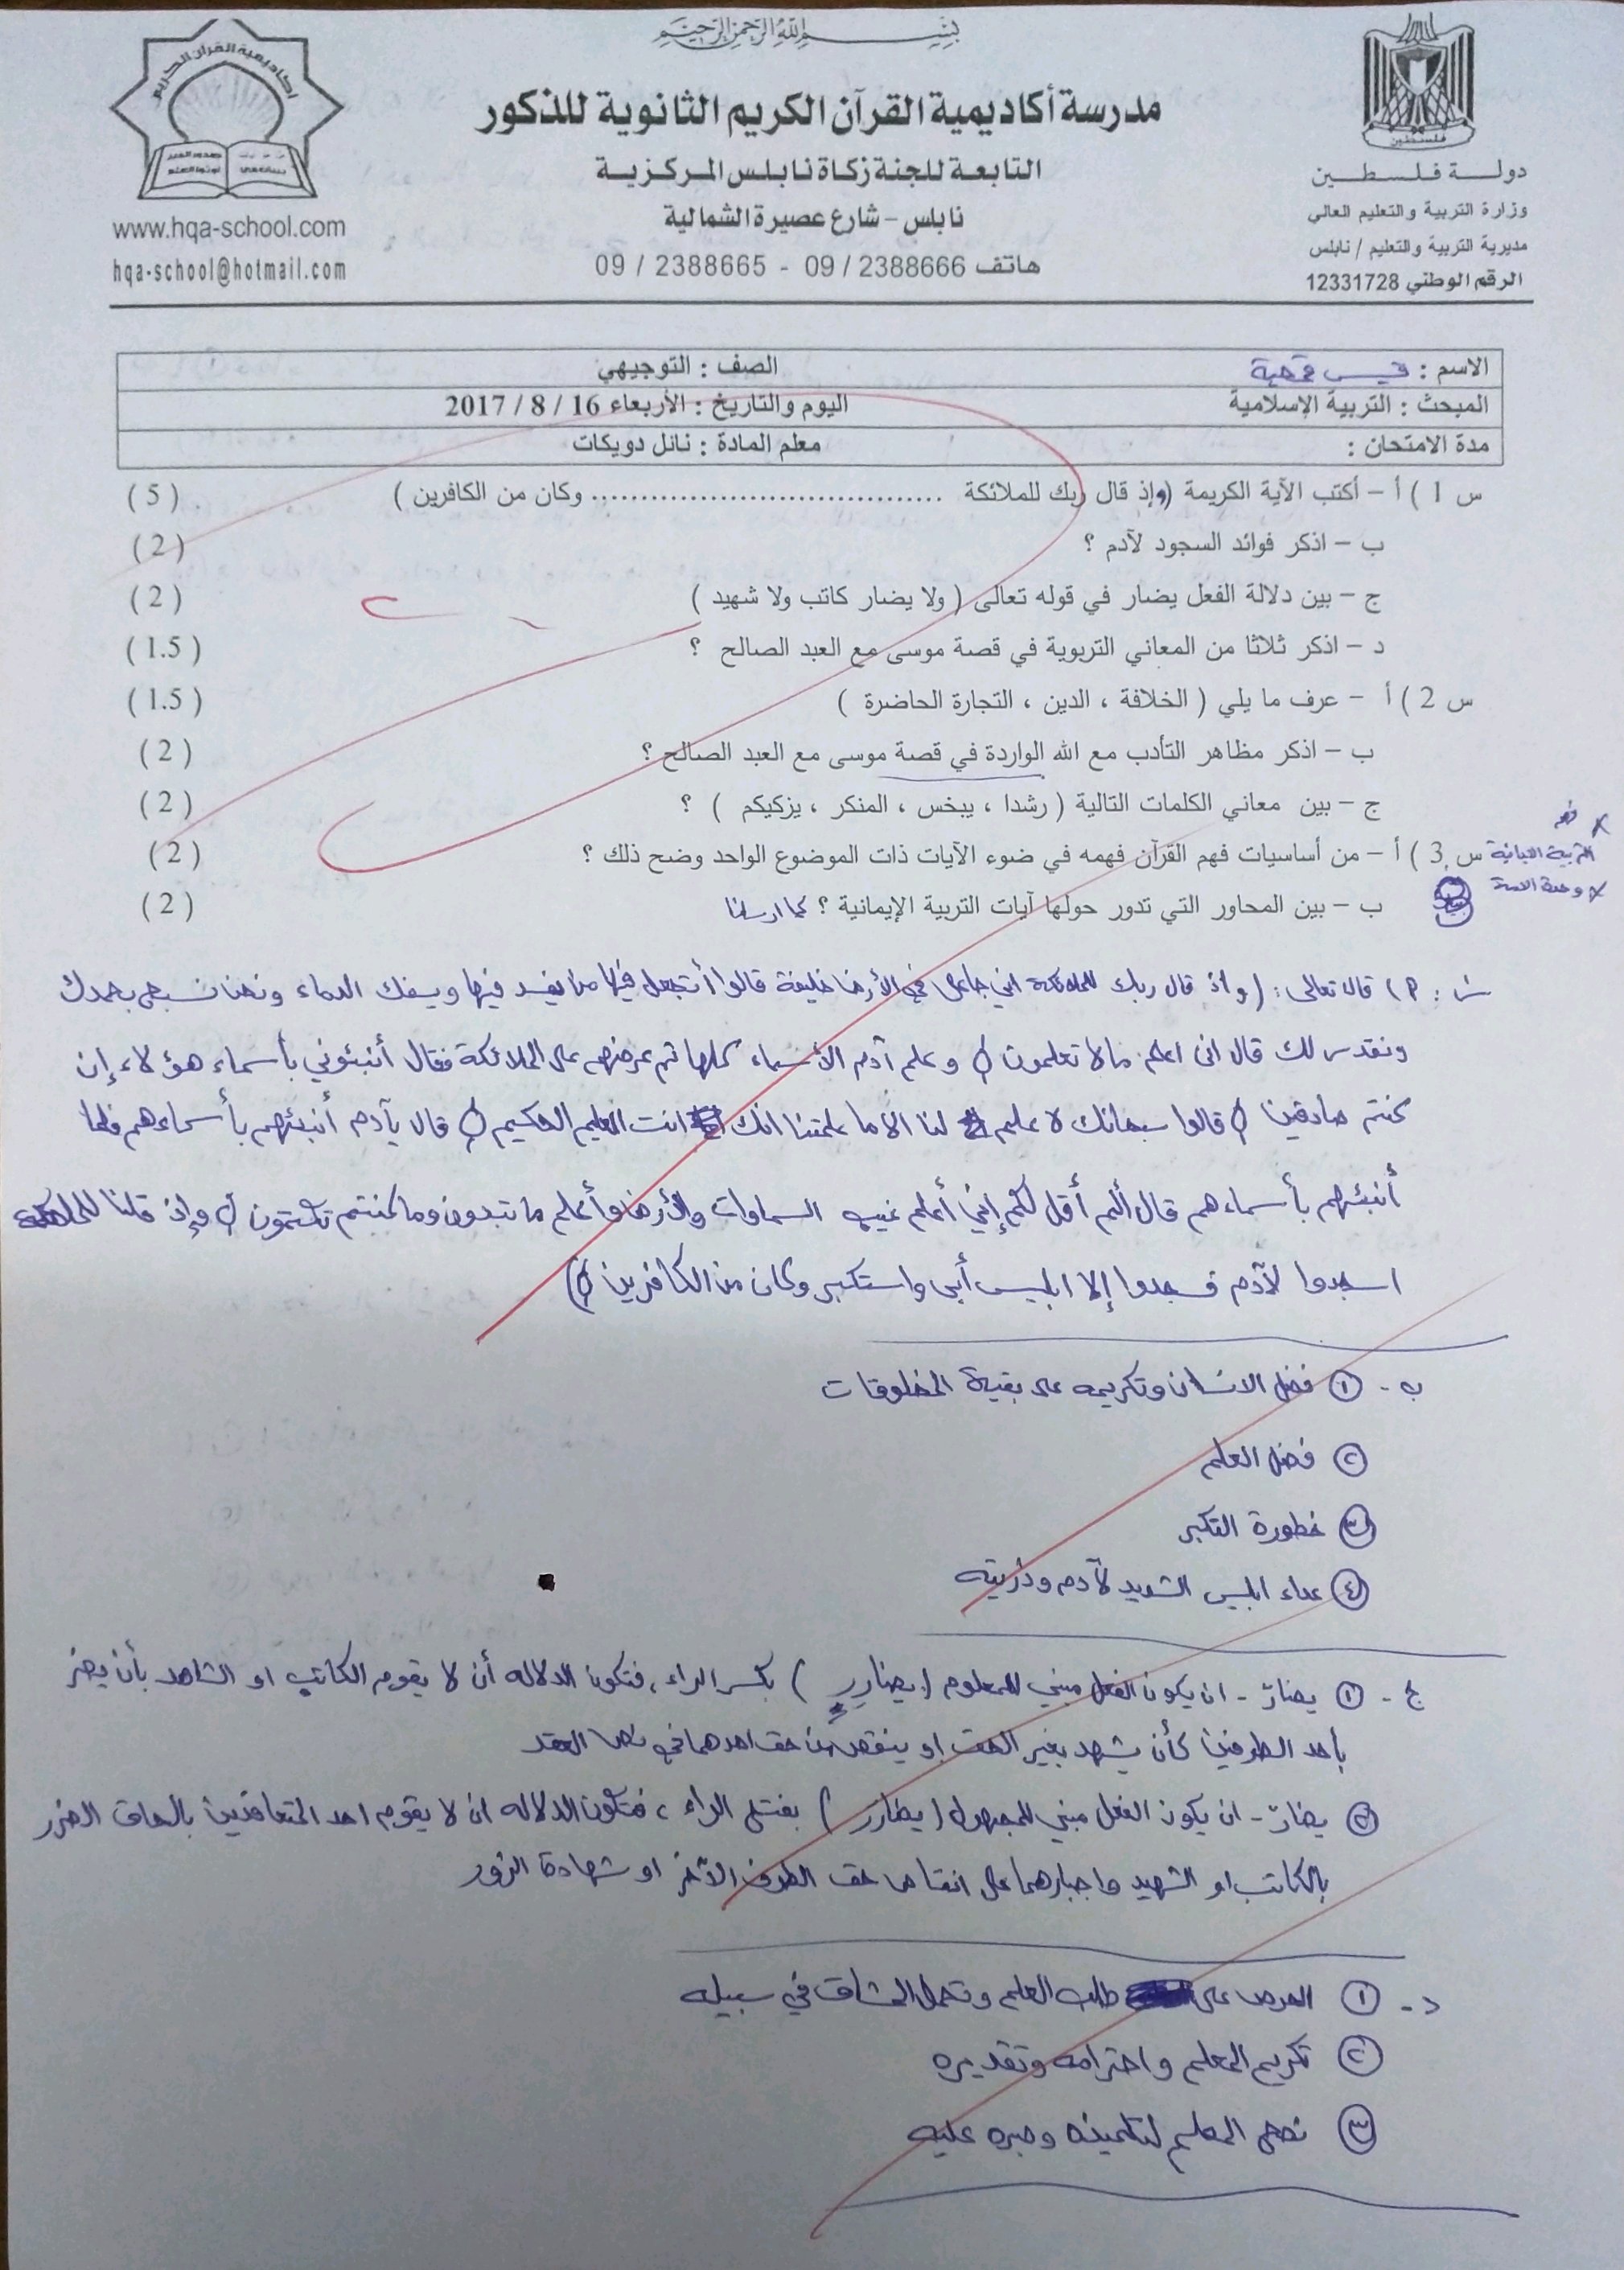 بسم الله الرحمن الرحيم
أكاديمية القرآن الكريم
www.hqa-school.com
hqa-school@hotmail.com
مدرسة أكاديمية القرآن الكريم الثانوية للذكور
التابعة للجنة زكاة نابلس المركزية
نابلس – شارع عصيرة الشمالية
هاتف 2388666 / 09 - 2388665 / 09
فلسطين
دولة فلسطين
وزارة التربية والتعليم العالي
مديرية التربية والتعليم / نابلس
الرقم الوطني 12331728
الاسم : قيس قمحية الصف : التوجيهي
المبحث : التربية الإسلامية اليوم والتاريخ : الأربعاء 16 / 8 / 2017
مدة الامتحان : معلم المادة : نائل دويكات
س 1 ) أ – أكتب الآية الكريمة ( وإذ قال ربك للملائكة .................................. وكان من الكافرين ) ( 5 )
ب – اذكر فوائد السجود لآدم ؟ ( 2 )
ج – بين دلالة الفعل يضار في قوله تعالى ( ولا يضار كاتب ولا شهيد ) ( 2 )
د – اذكر ثلاثا من المعاني التربوية في قصة موسى مع العبد الصالح ؟ ( 1.5 )
س 2 ) أ – عرف ما يلي ( الخلافة ، الدين ، التجارة الحاضرة ) ( 1.5 )
ب – اذكر مظاهر التأدب مع الله الواردة في قصة موسى مع العبد الصالح ؟ ( 2 )
ج – بين معاني الكلمات التالية ( رشدا ، يبخس ، المنكر ، يزكيكم ) ؟ ( 2 )
س 3 ) أ – من أساسيات فهم القرآن فهمه في ضوء الآيات ذات الموضوع الواحد وضح ذلك ؟ ( 2 )
ب – بين المحاور التي تدور حولها آيات التربية الإيمانية ؟ كما ارسلنا ( 2 )
وحدة الامة
قال تعالى : ( واذ قال ربك للملائكة اني جاعل في الأرض خليفة قالوا أتجعل فيها من يفسد فيها ويسفك الدماء ونحن نسبح بحمدك
ونقدس لك قال اني اعلم ما لا تعلمون () وعلم آدم الأسماء كلها ثم عرضهم على الملائكة فقال أنبئوني بأسماء هؤلاء إن
كنتم صادقين () قالوا سبحانك لا علم لنا الا ما علمتنا انك انت العليم الحكيم () قال يآدم أنبئهم بأسماءهم فلما
أنبئهم بأسماءهم قال ألم أقل لكم إني أعلم غيب السماوات والأرض وأعلم ما تبدون وما كنتم تكتمون () وإذ قلنا للملائكة
اسجدوا لآدم فسجدوا إلا ابليس أبى واستكبر وكان من الكافرين ()
ب - ① فضل الانسان وتكريمه على بقية المخلوقات
② فضل العلم
③ خطورة التكبر
④ عداء ابليس الشديد لآدم وذريته
ج - ① يضارّ - ان يكون الفعل مبني للمعلوم ( يضارِر ) بكسر الراء ، فتكون الدلاله أن لا يقوم الكاتب او الشاهد بأن يضر
بأحد الطرفين كأن يشهد بغير الحق او ينقص من حق احدهما في نص العقد
② يضارّ - ان يكون الفعل مبني للمجهول ( يضارَر ) بفتح الراء ، فتكون الدلاله ان لا يقوم احد المتعاقدين بالحاق الضرر
بالكاتب او الشهيد واجبارهما على انقاص حق الطرف الآخر او شهادة الزور
د - ① الحرص على طلب العلم وتحمل المشاق في سبيله
② تكريم المعلم واحترامه وتقديره
③ نصح المعلم لتلميذه وصبره عليه